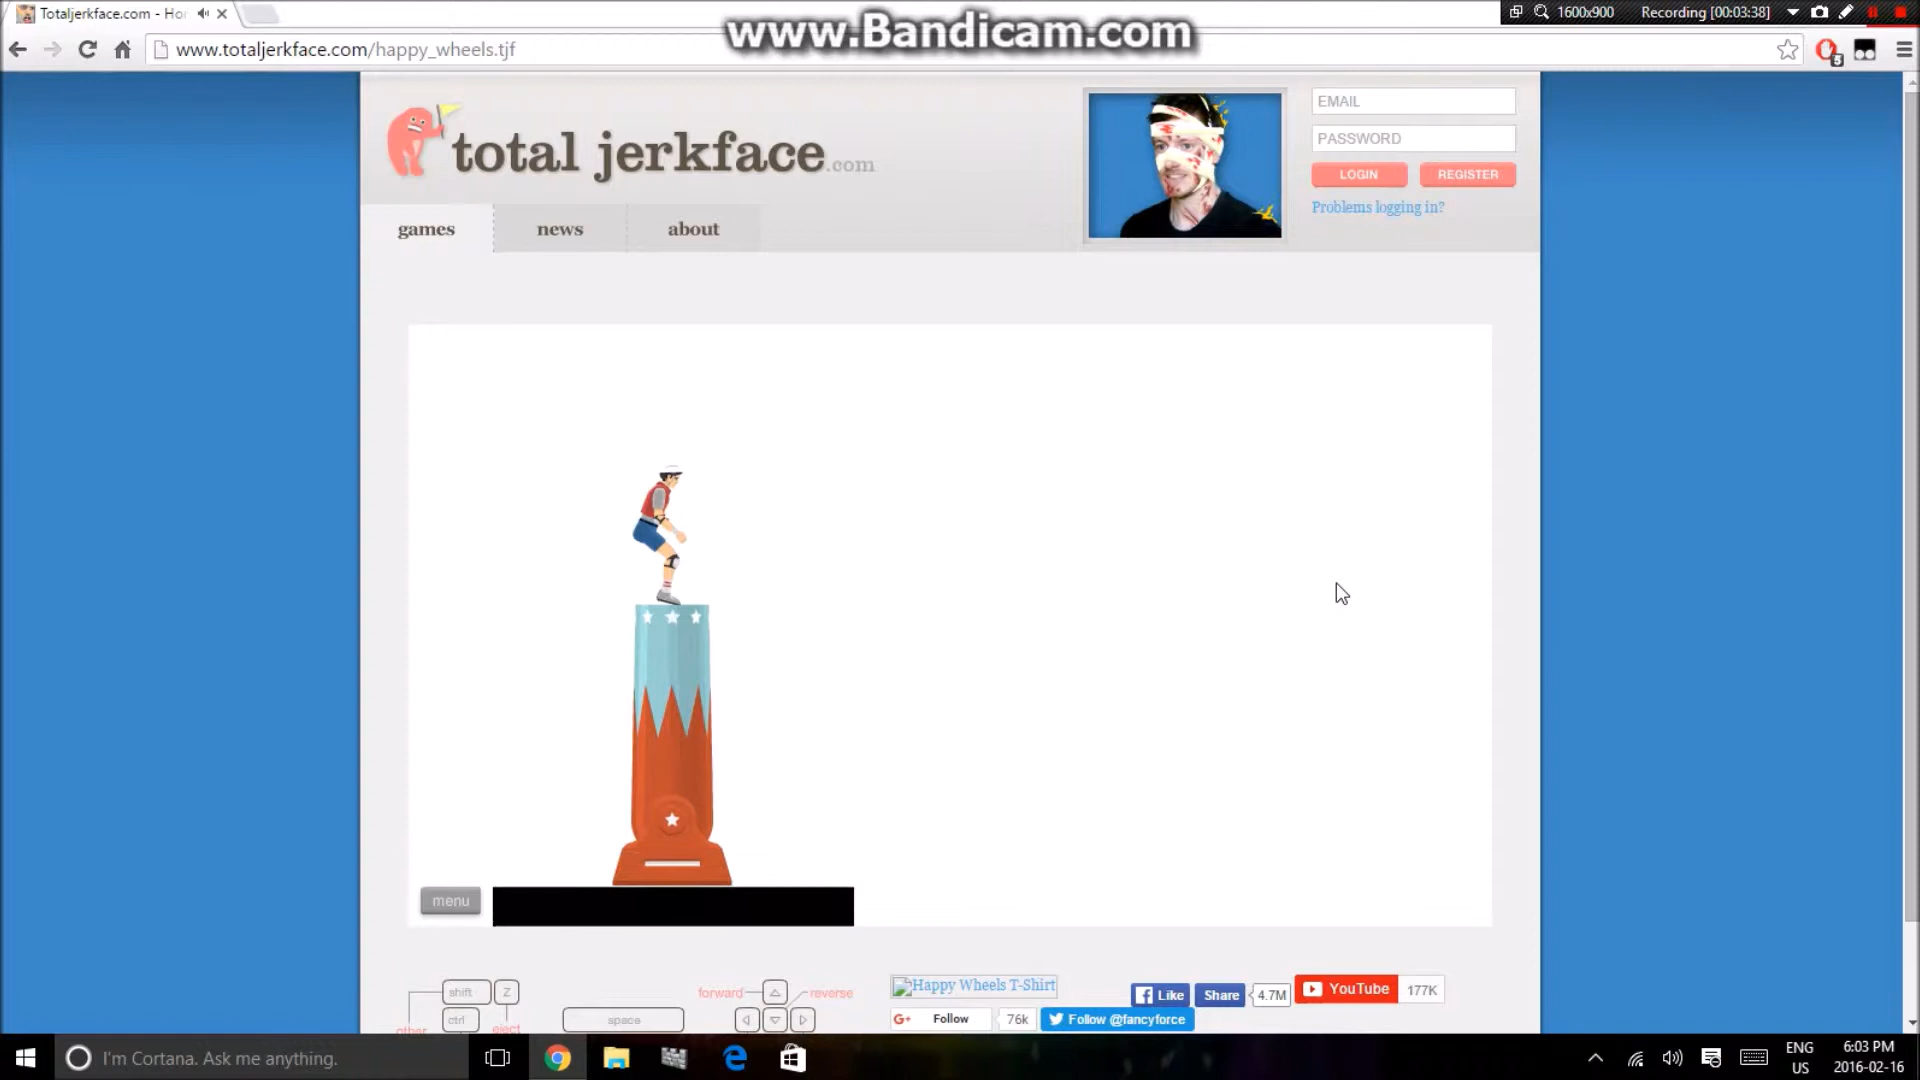 Totaljerkface.com - Ho
www.Bandicam.com
1600x900
Recording [00:03:38]
www.totaljerkface.com/happy_wheels.tjf
5
total jerkface.com
EMAIL
PASSWORD
LOGIN
REGISTER
Problems logging in?
games
news
about
menu
shift
Z
ctrl
other
eject
space
forward
reverse
Happy Wheels T-Shirt
Like
Share
4.7M
YouTube
177K
G+
Follow
76k
Follow @fancyforce
I'm Cortana. Ask me anything.
ENG
US
6:03 PM
2016-02-16